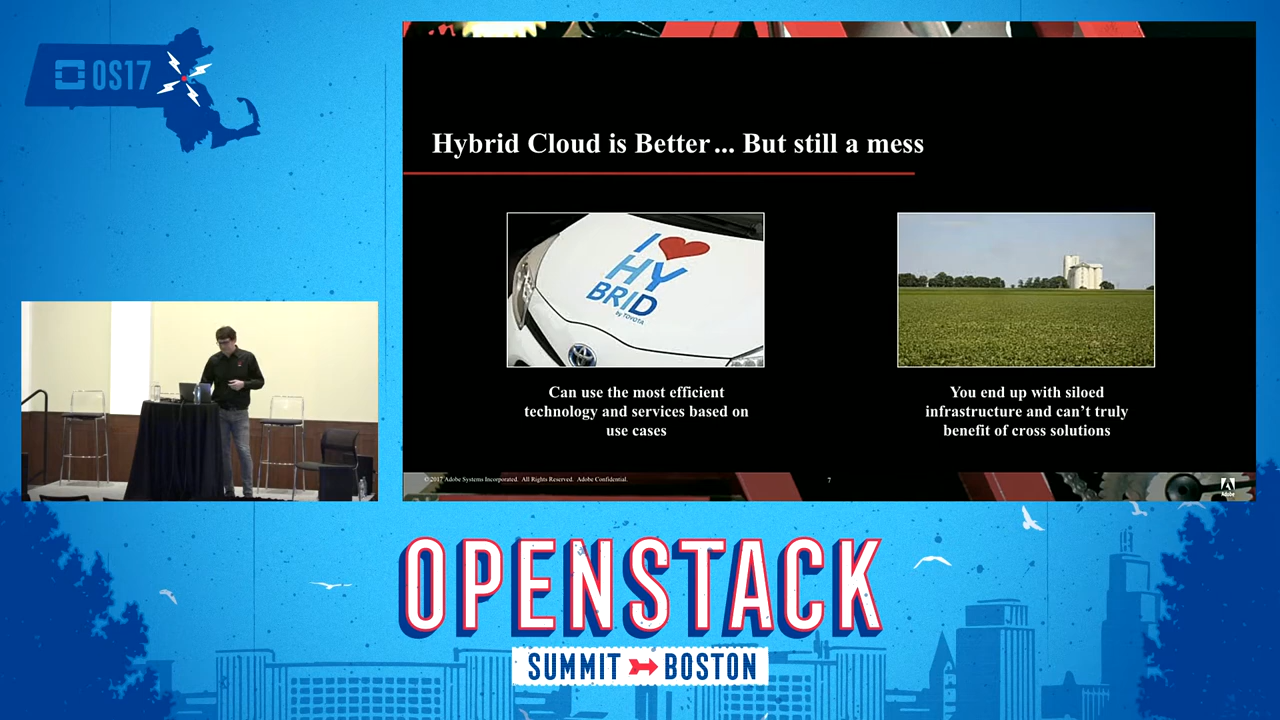 OS17
Hybrid Cloud is Better... But still a mess
I
HY
BRID
by TOYOTA
Can use the most efficient
technology and services based on
use cases
You end up with siloed
infrastructure and can’t truly
benefit of cross solutions
©2017 Adobe Systems Incorporated. All Rights Reserved. Adobe Confidential.
7
Adobe
OPENSTACK
SUMMIT BOSTON